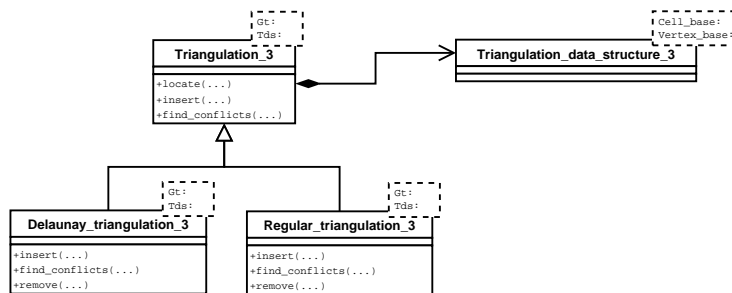 Gt:
Tds:
Triangulation_3
+locate(...)
+insert(...)
+find_conflicts(...)
Cell_base:
Vertex_base:
Triangulation_data_structure_3
Gt:
Tds:
Delaunay_triangulation_3
+insert(...)
+find_conflicts(...)
+remove(...)
Gt:
Tds:
Regular_triangulation_3
+insert(...)
+find_conflicts(...)
+remove(...)